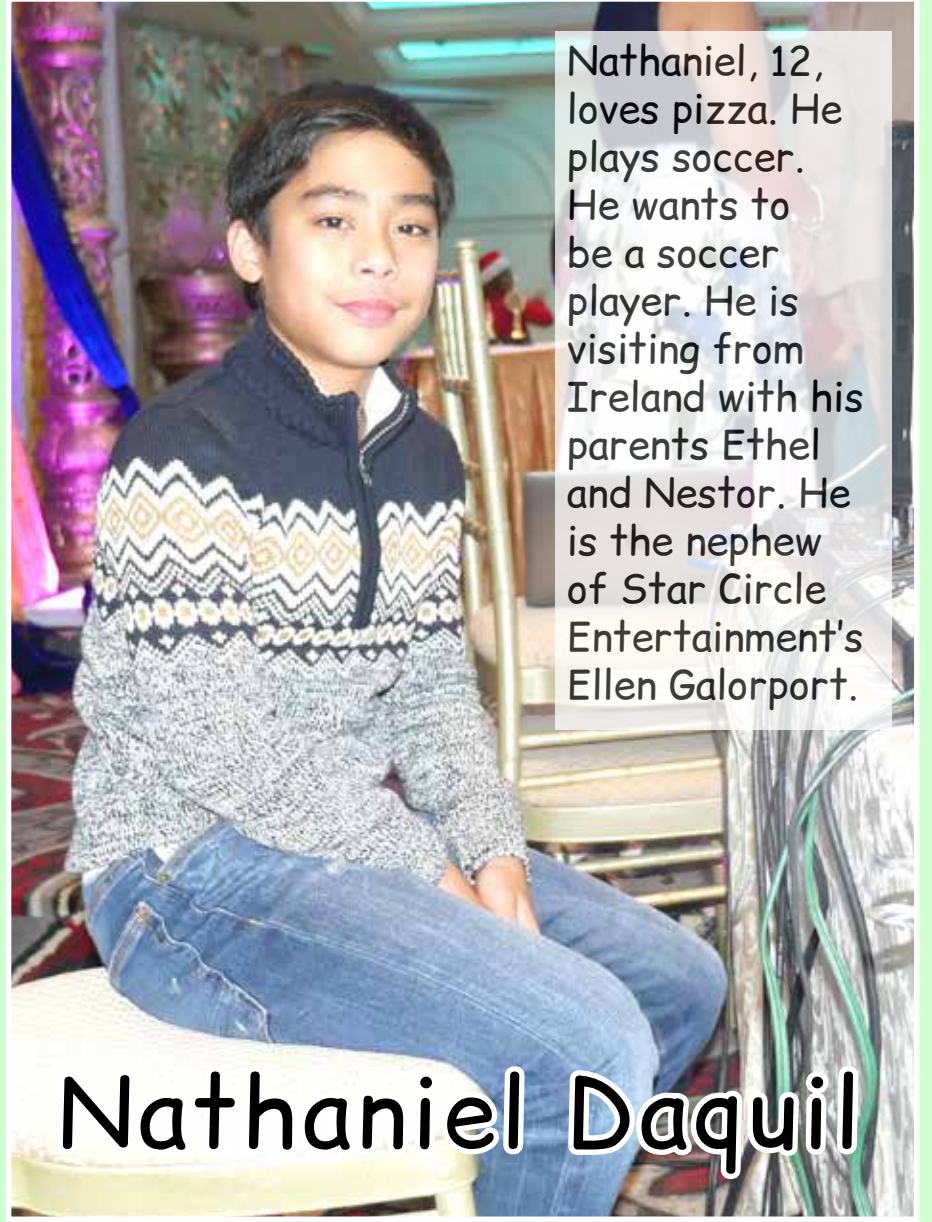 Nathaniel, 12,
loves pizza. He
plays soccer.
He wants to
be a soccer
player. He is
visiting from
Ireland with his
parents Ethel
and Nestor. He
is the nephew
of Star Circle
Entertainment's
Ellen Galorport.
Nathaniel Daquil